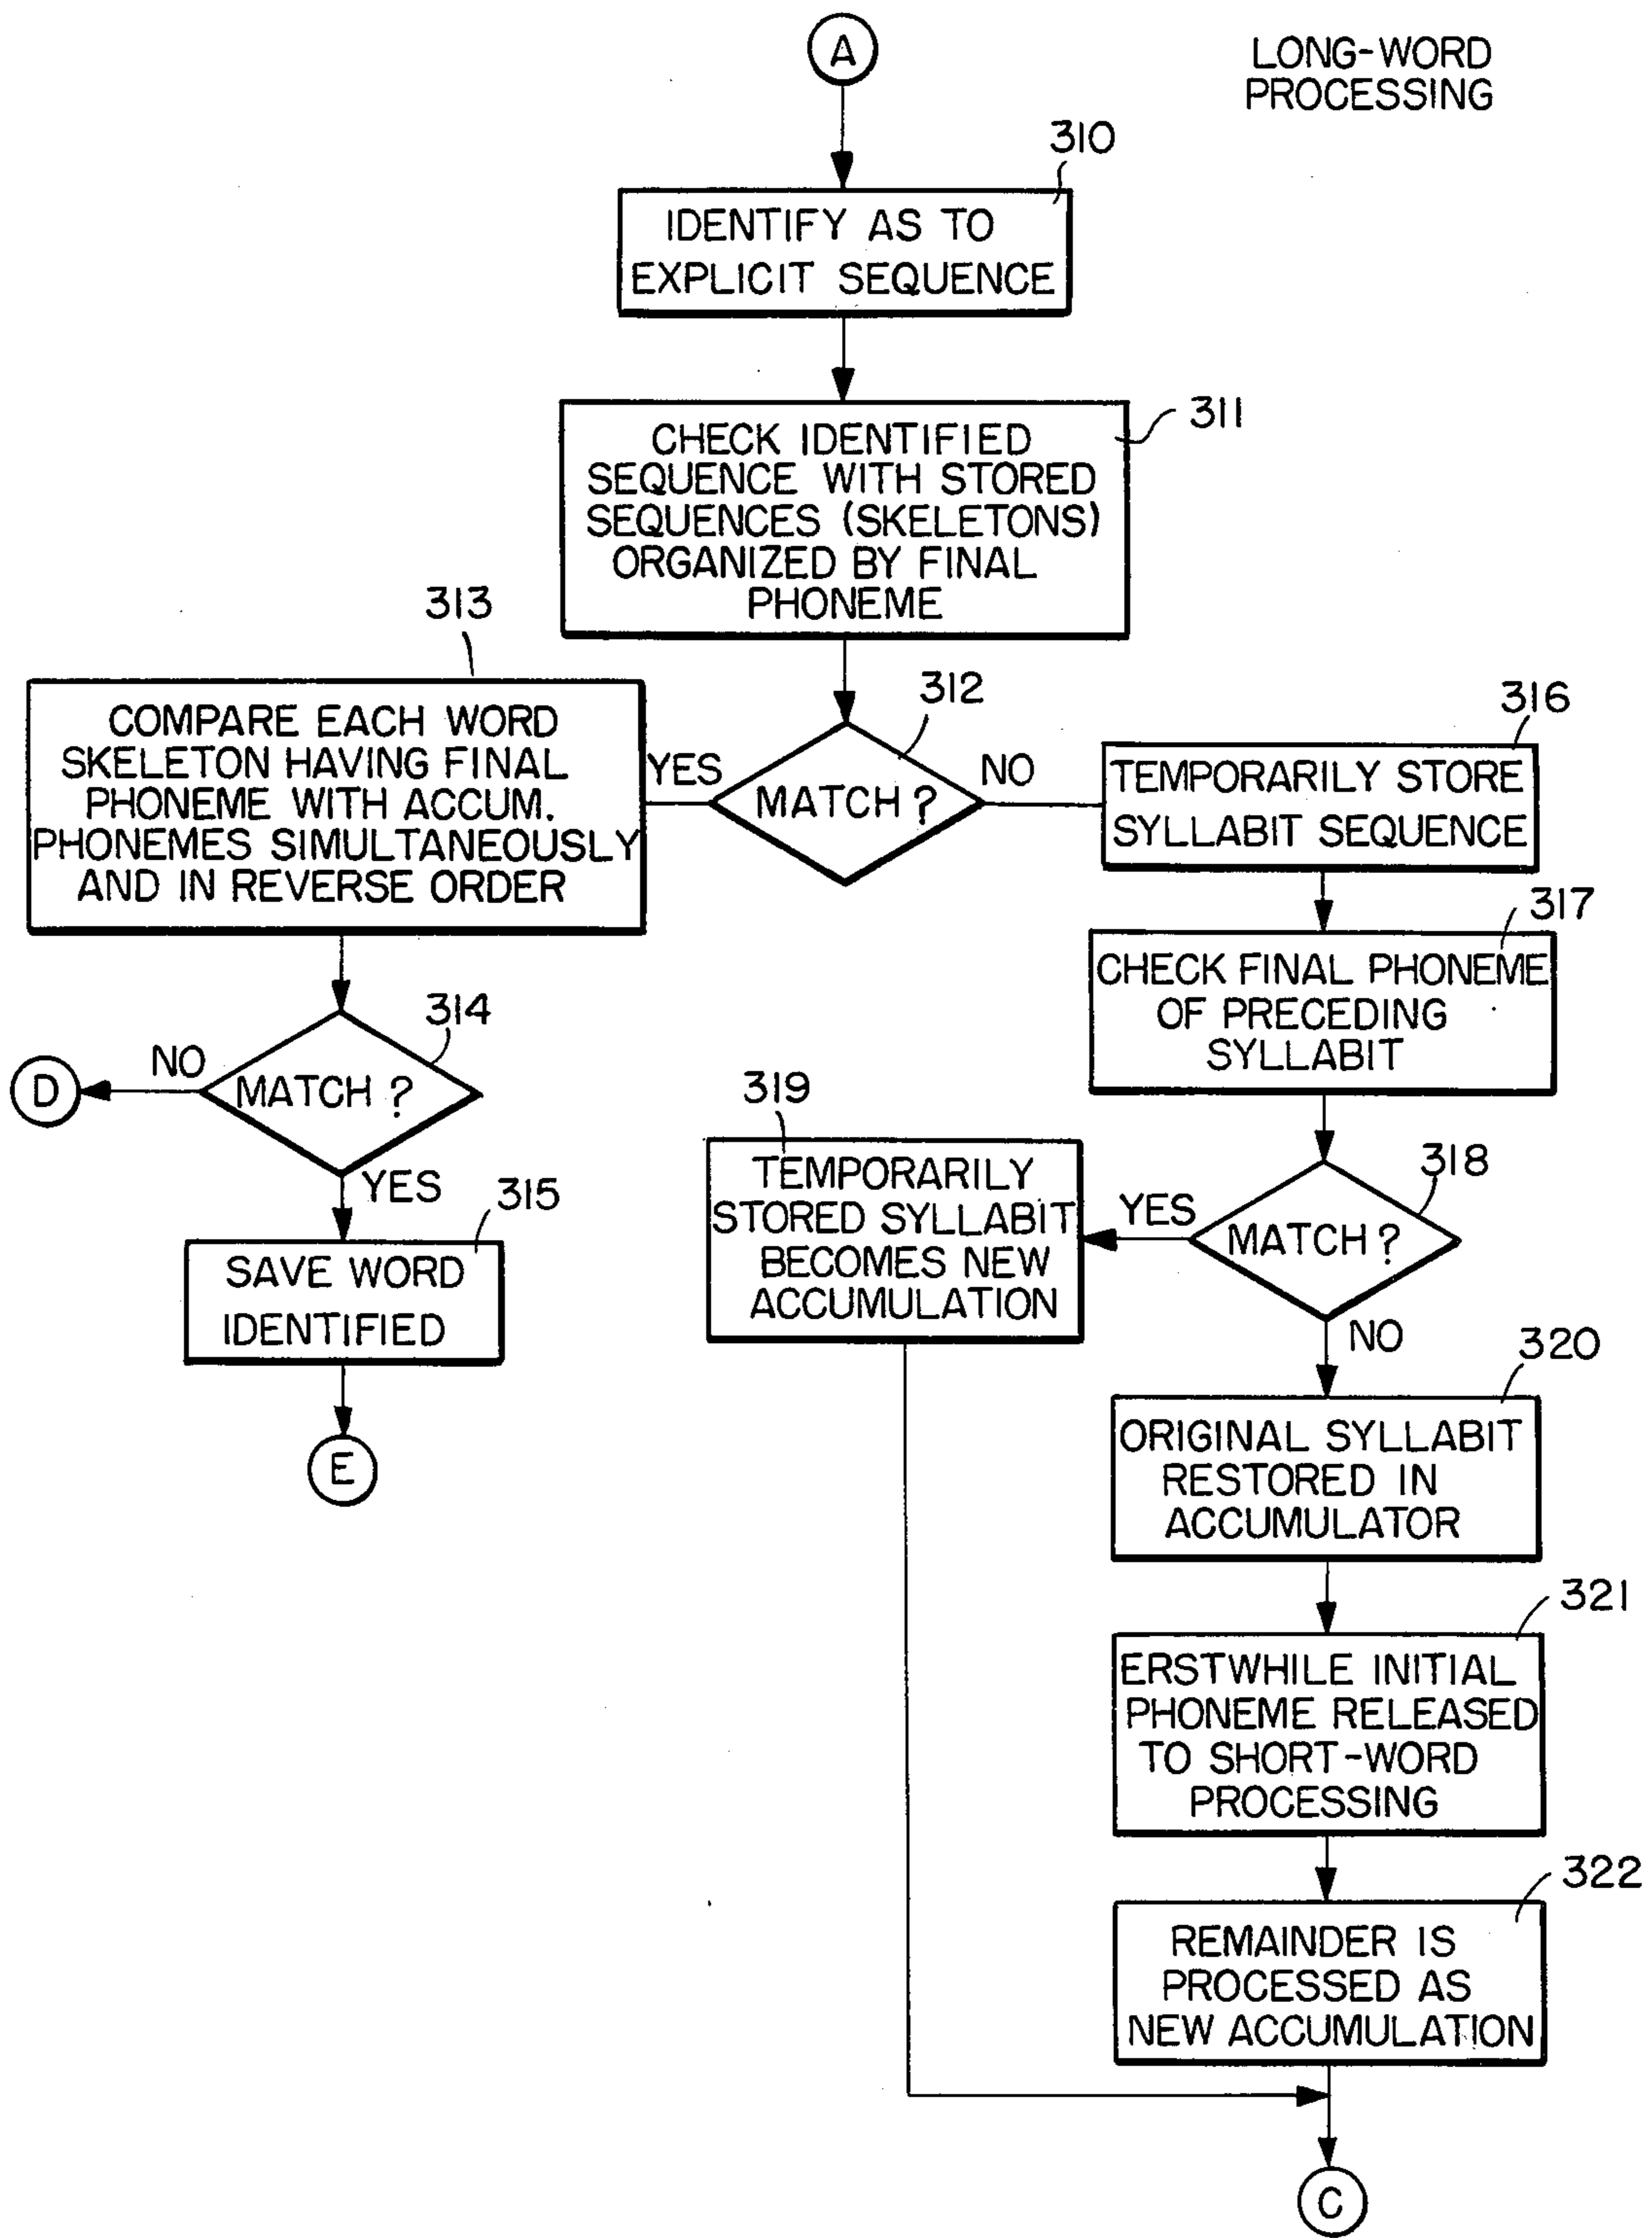 A
LONG-WORD
PROCESSING
310
IDENTIFY AS TO
EXPLICIT SEQUENCE
311
CHECK IDENTIFIED
SEQUENCE WITH STORED
SEQUENCES (SKELETONS)
ORGANIZED BY FINAL
PHONEME
312
MATCH?
YES
NO
313
COMPARE EACH WORD
SKELETON HAVING FINAL
PHONEME WITH ACCUM.
PHONEMES SIMULTANEOUSLY
AND IN REVERSE ORDER
314
MATCH?
NO
D
YES
315
SAVE WORD
IDENTIFIED
E
316
TEMPORARILY STORE
SYLLABIT SEQUENCE
317
CHECK FINAL PHONEME
OF PRECEDING
SYLLABIT
318
MATCH?
YES
319
TEMPORARILY
STORED SYLLABIT
BECOMES NEW
ACCUMULATION
NO
320
ORIGINAL SYLLABIT
RESTORED IN
ACCUMULATOR
321
ERSTWHILE INITIAL
PHONEME RELEASED
TO SHORT-WORD
PROCESSING
322
REMAINDER IS
PROCESSED AS
NEW ACCUMULATION
C